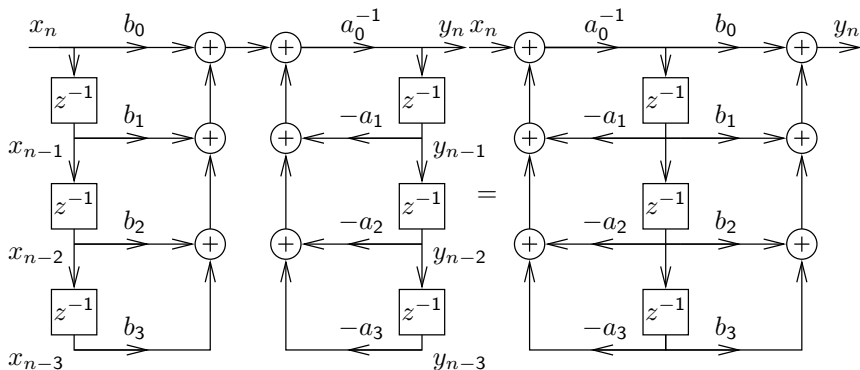 x_n b_0 a_0^{-1} y_n x_n a_0^{-1} b_0 y_n
+ + + +
z^{-1} z^{-1} z^{-1}
b_1 −a_1 −a_1 b_1
+ + + +
x_{n−1} y_{n−1}
z^{-1} z^{-1} = z^{-1}
b_2 −a_2 −a_2 b_2
+ + + +
x_{n−2} y_{n−2}
z^{-1} z^{-1} z^{-1}
b_3 −a_3 −a_3 b_3
x_{n−3} y_{n−3}